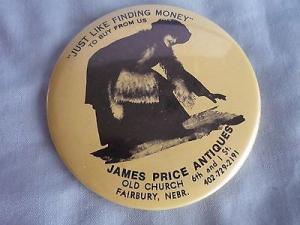 "JUST LIKE FINDING MONEY"
TO BUY FROM US
JAMES PRICE ANTIQUES
OLD CHURCH
6th and I St.
FAIRBURY, NEBR.
402-729-2191